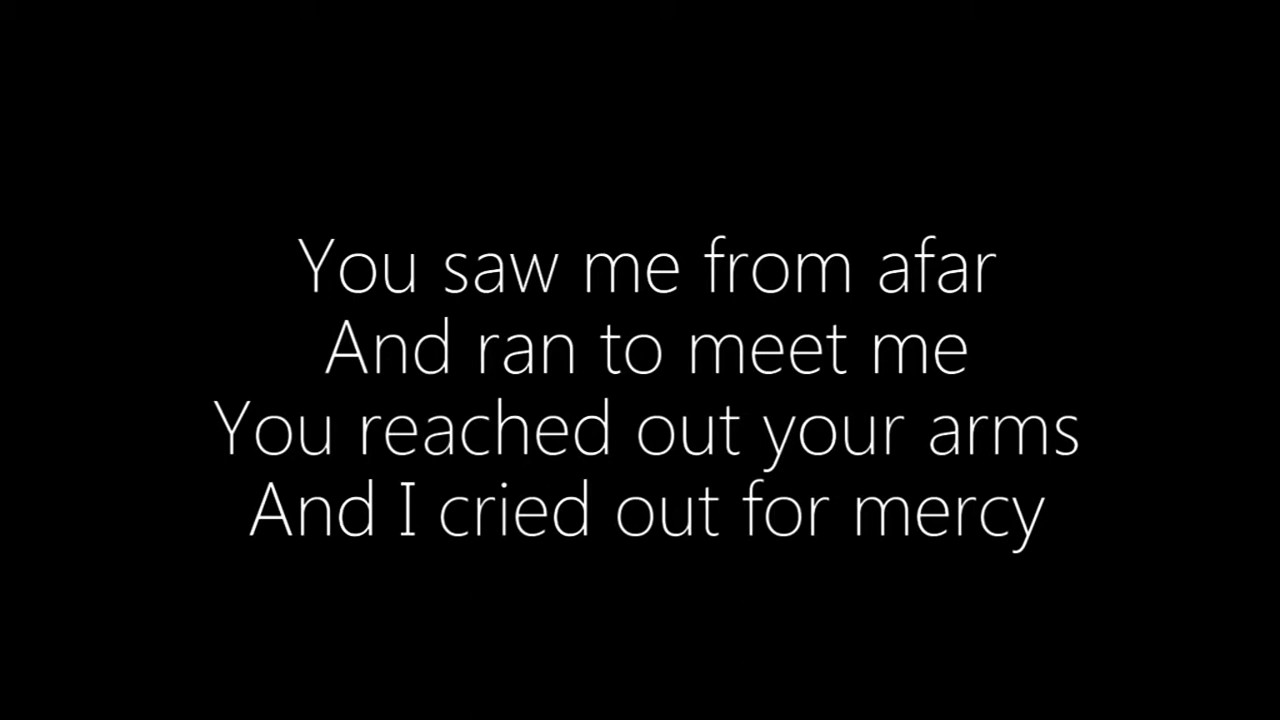 You saw me from afar
And ran to meet me
You reached out your arms
And I cried out for mercy